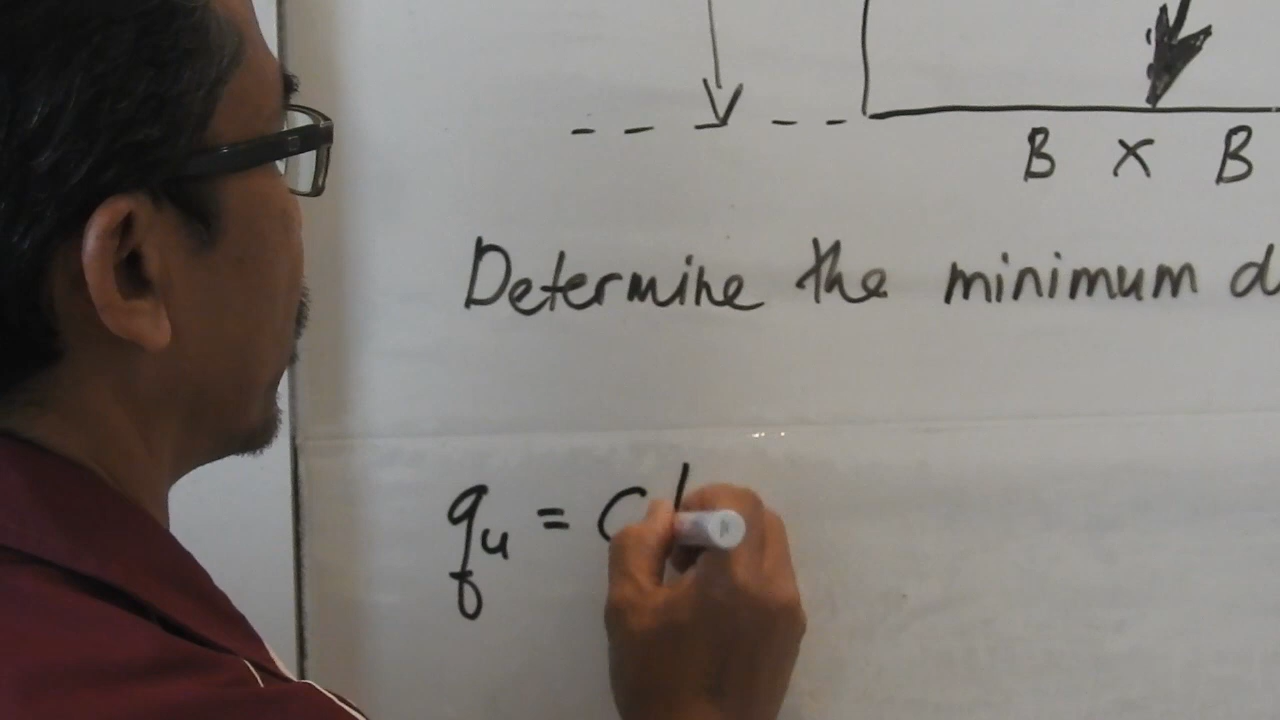 B × B
Determine the minimum d
qu = c